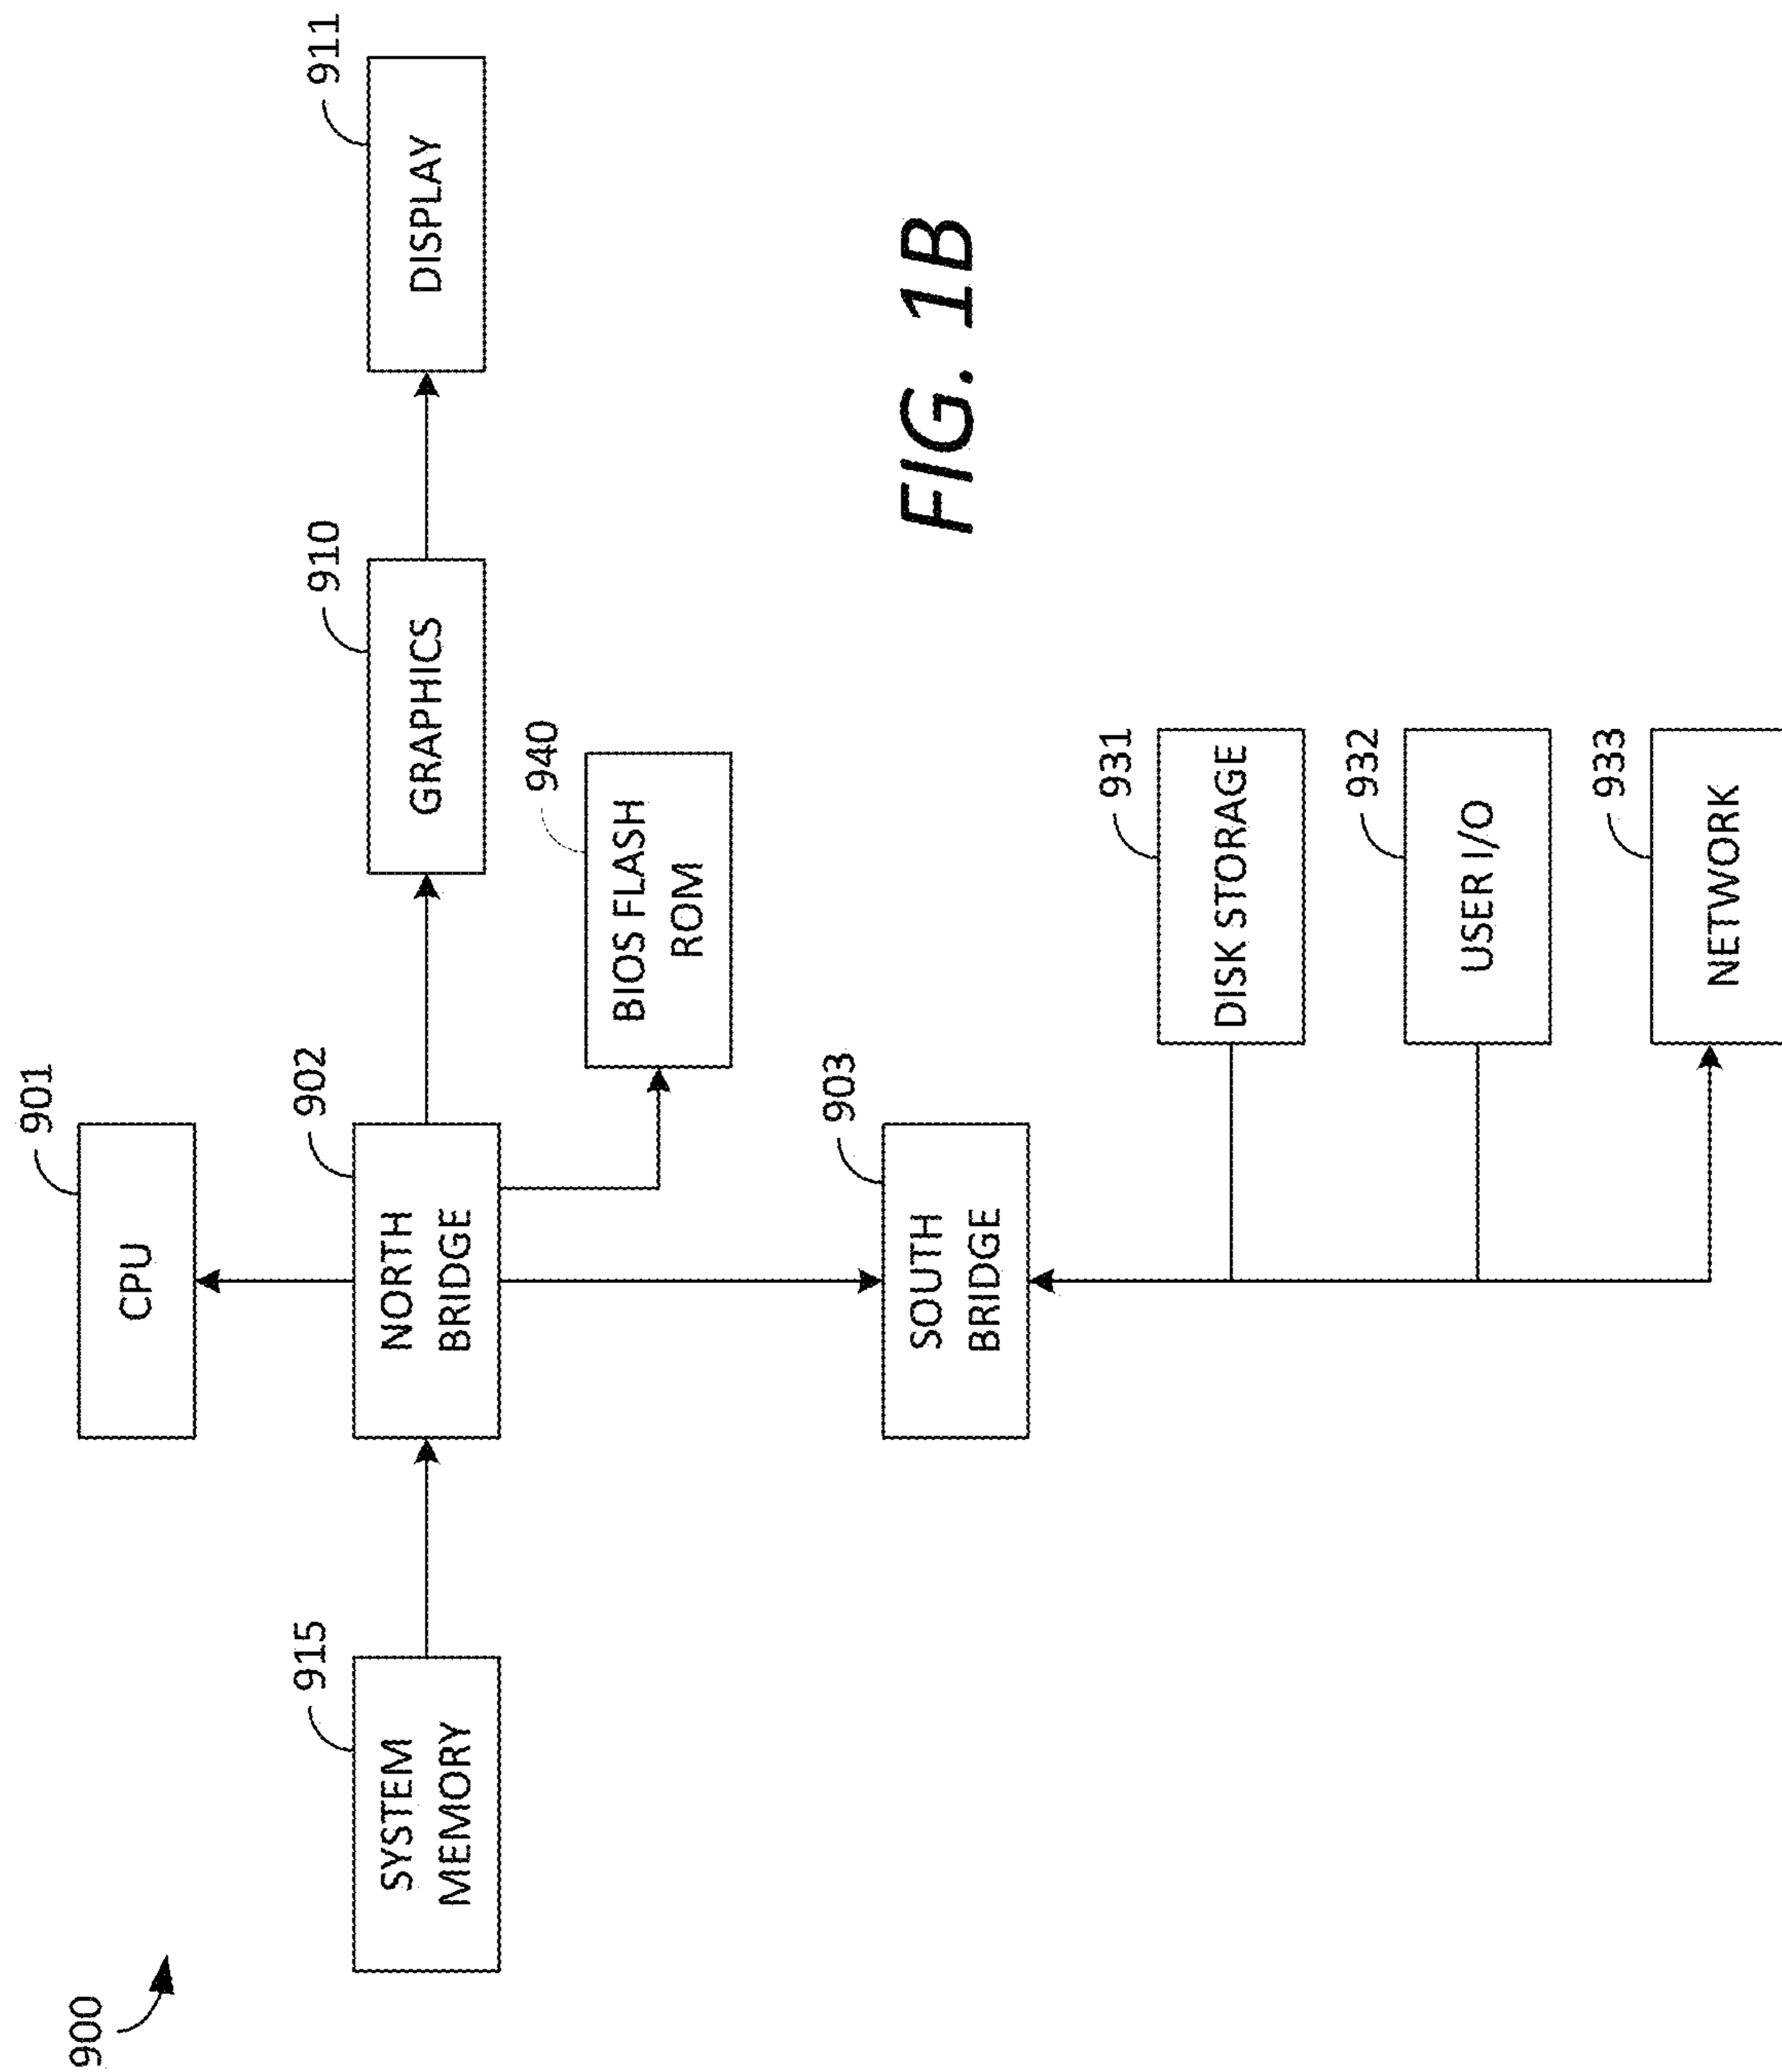 900
901
CPU
915
SYSTEM
MEMORY
902
NORTH
BRIDGE
910
GRAPHICS
911
DISPLAY
940
BIOS FLASH
ROM
903
SOUTH
BRIDGE
931
DISK STORAGE
932
USER I/O
933
NETWORK
FIG. 1B